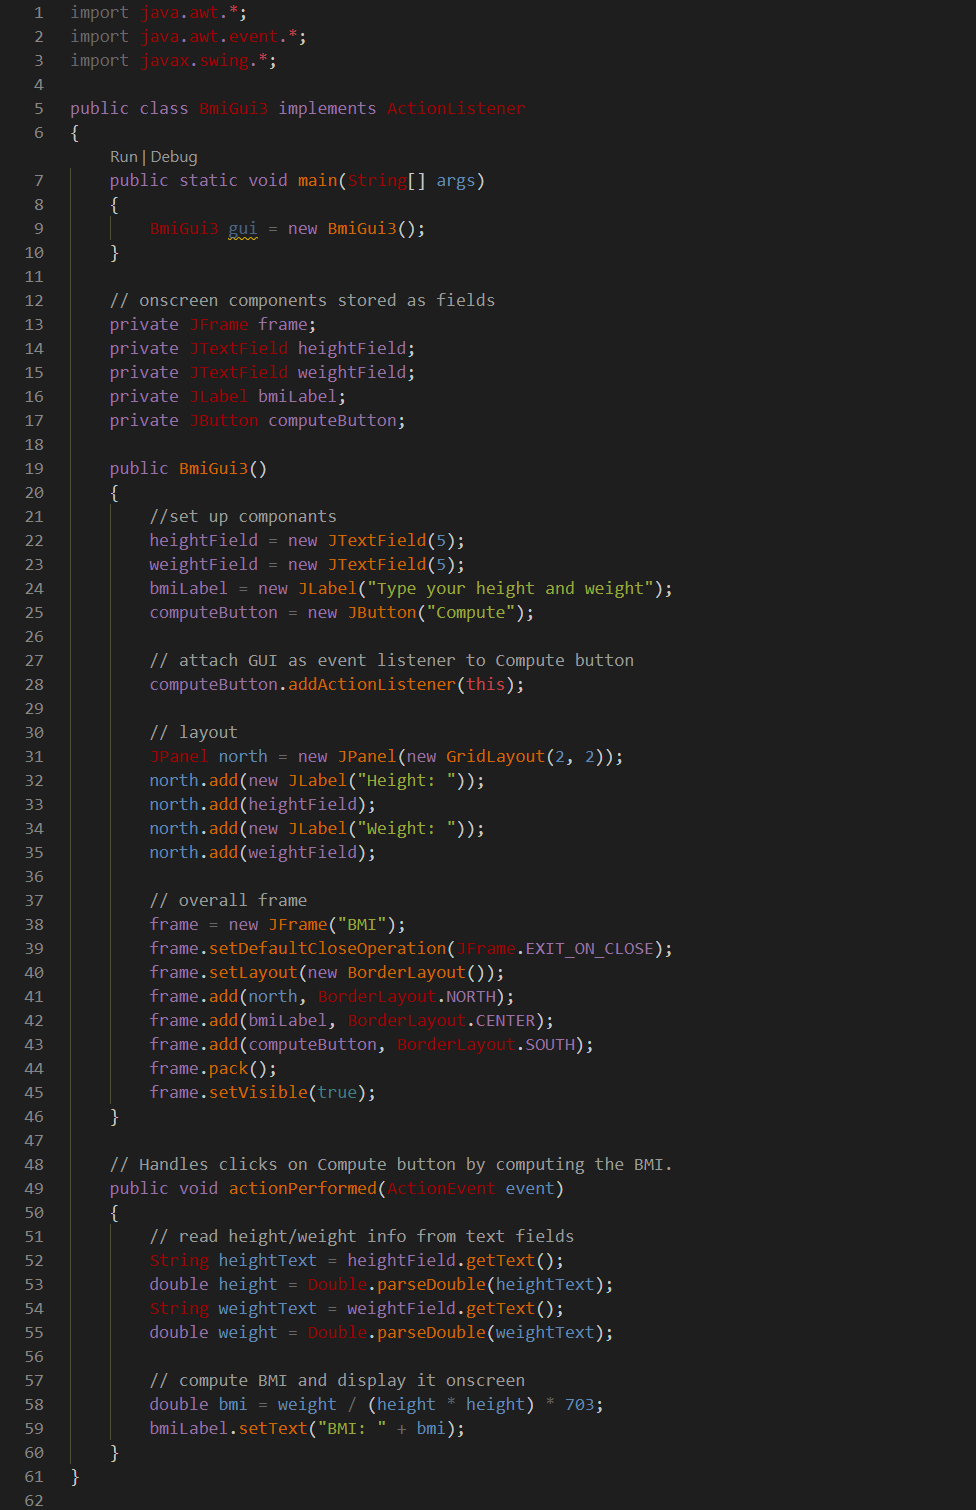 1 import java.awt.*;
2 import java.awt.event.*;
3 import javax.swing.*;
4
5 public class BmiGui3 implements ActionListener
6 {
Run | Debug
7     public static void main(String[] args)
8     {
9         BmiGui3 gui = new BmiGui3();
10     }
11
12     // onscreen components stored as fields
13     private JFrame frame;
14     private JTextField heightField;
15     private JTextField weightField;
16     private JLabel bmiLabel;
17     private JButton computeButton;
18
19     public BmiGui3()
20     {
21         //set up componants
22         heightField = new JTextField(5);
23         weightField = new JTextField(5);
24         bmiLabel = new JLabel("Type your height and weight");
25         computeButton = new JButton("Compute");
26
27         // attach GUI as event listener to Compute button
28         computeButton.addActionListener(this);
29
30         // layout
31         JPanel north = new JPanel(new GridLayout(2, 2));
32         north.add(new JLabel("Height: "));
33         north.add(heightField);
34         north.add(new JLabel("Weight: "));
35         north.add(weightField);
36
37         // overall frame
38         frame = new JFrame("BMI");
39         frame.setDefaultCloseOperation(JFrame.EXIT_ON_CLOSE);
40         frame.setLayout(new BorderLayout());
41         frame.add(north, BorderLayout.NORTH);
42         frame.add(bmiLabel, BorderLayout.CENTER);
43         frame.add(computeButton, BorderLayout.SOUTH);
44         frame.pack();
45         frame.setVisible(true);
46     }
47
48     // Handles clicks on Compute button by computing the BMI.
49     public void actionPerformed(ActionEvent event)
50     {
51         // read height/weight info from text fields
52         String heightText = heightField.getText();
53         double height = Double.parseDouble(heightText);
54         String weightText = weightField.getText();
55         double weight = Double.parseDouble(weightText);
56
57         // compute BMI and display it onscreen
58         double bmi = weight / (height * height) * 703;
59         bmiLabel.setText("BMI: " + bmi);
60     }
61 }
62